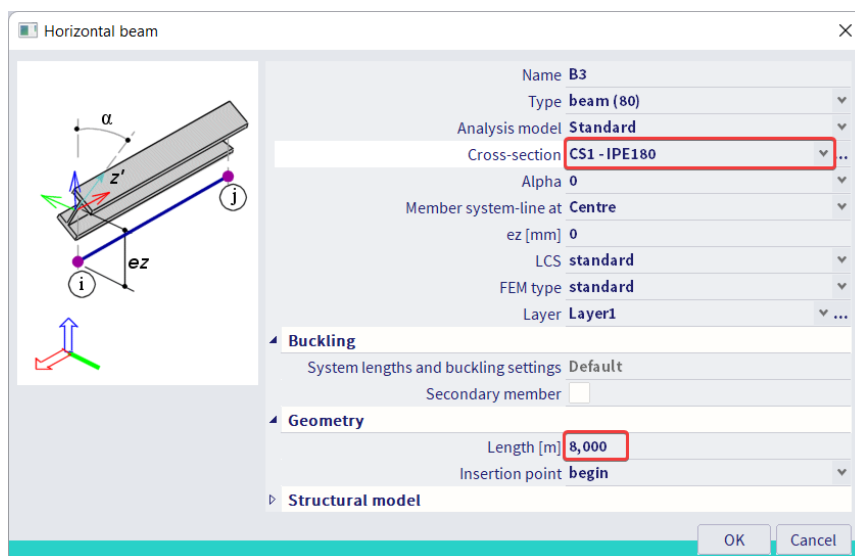 Horizontal beam
α
z'
ez
i
j
Name B3
Type beam (80)
Analysis model Standard
Cross-section CS1 - IPE180 ...
Alpha 0
Member system-line at Centre
ez [mm] 0
LCS standard
FEM type standard
Layer Layer1 ...
Buckling
System lengths and buckling settings Default
Secondary member
Geometry
Length [m] 8,000
Insertion point begin
Structural model
OK Cancel